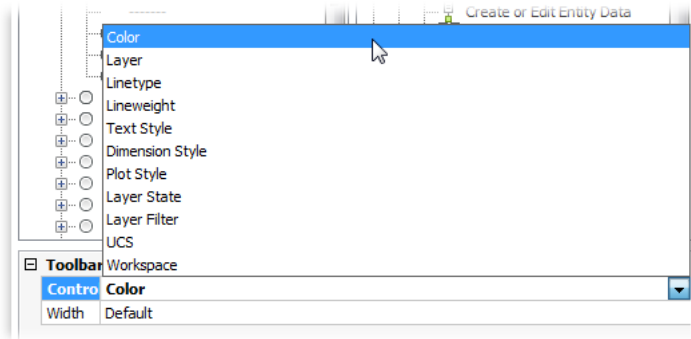 Create or Edit Entity Data
Color
Layer
Linetype
Lineweight
Text Style
Dimension Style
Plot Style
Layer State
Layer Filter
UCS
Workspace
Toolbar
Contro Color
Width Default